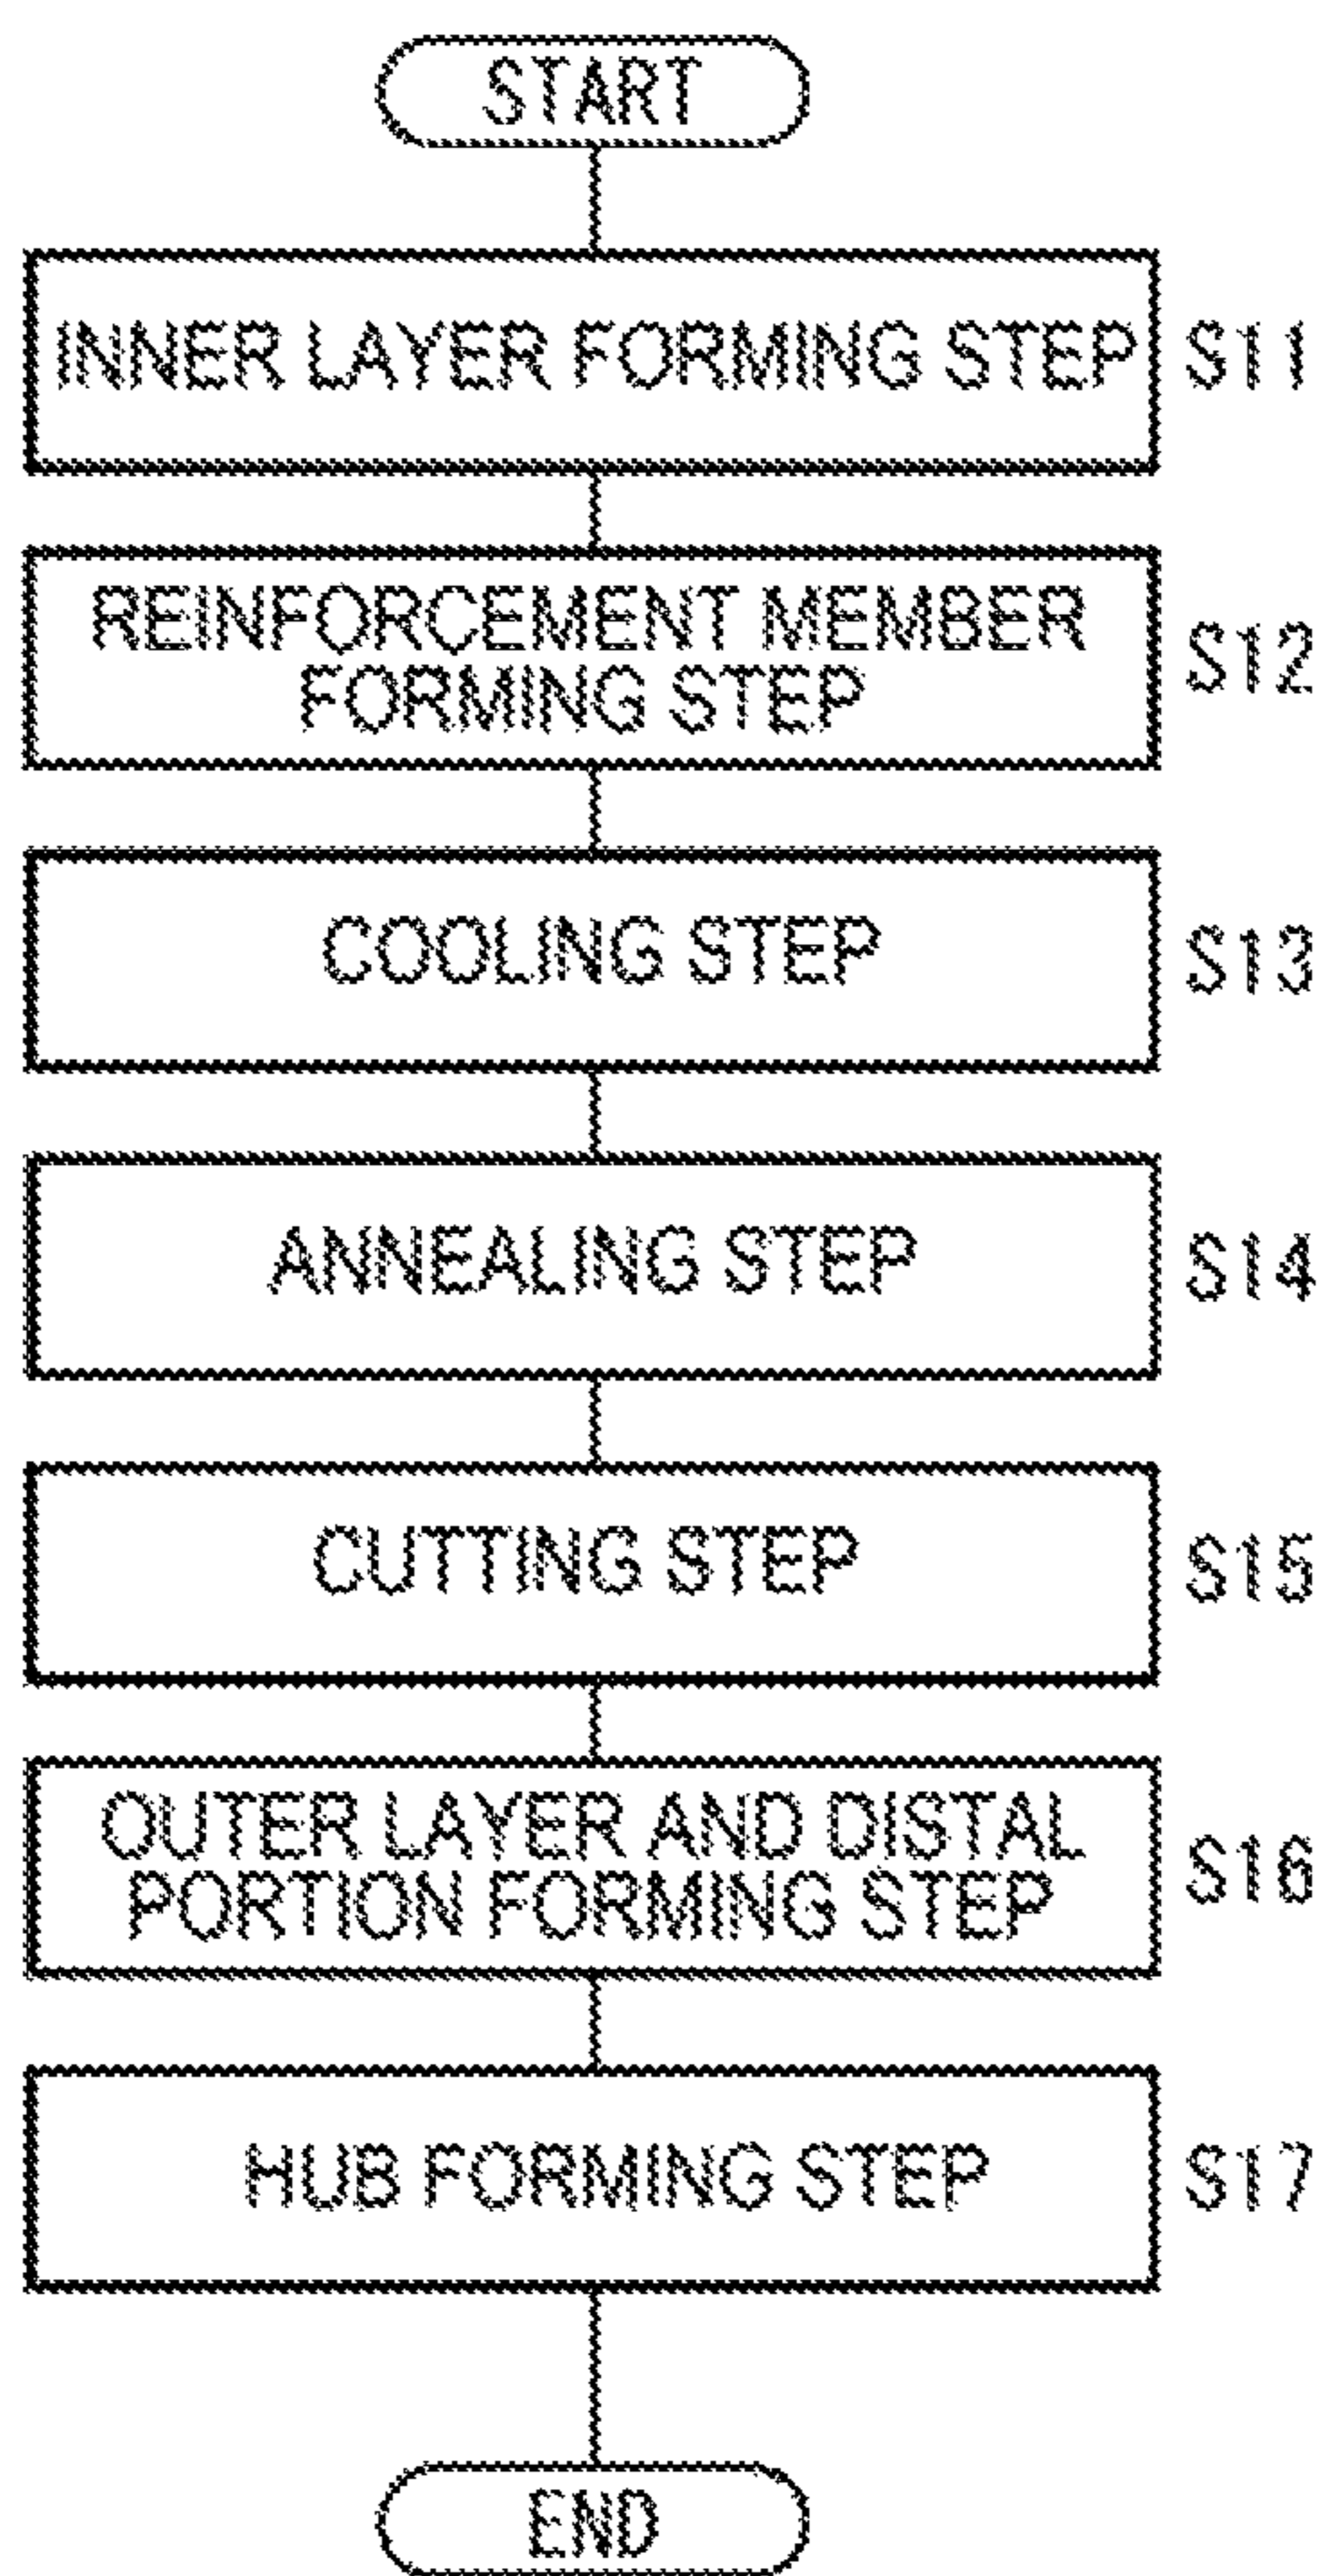 START
INNER LAYER FORMING STEP S11
REINFORCEMENT MEMBER
FORMING STEP
S12
COOLING STEP S13
ANNEALING STEP S14
CUTTING STEP S15
OUTER LAYER AND DISTAL
PORTION FORMING STEP
S16
HUB FORMING STEP S17
END